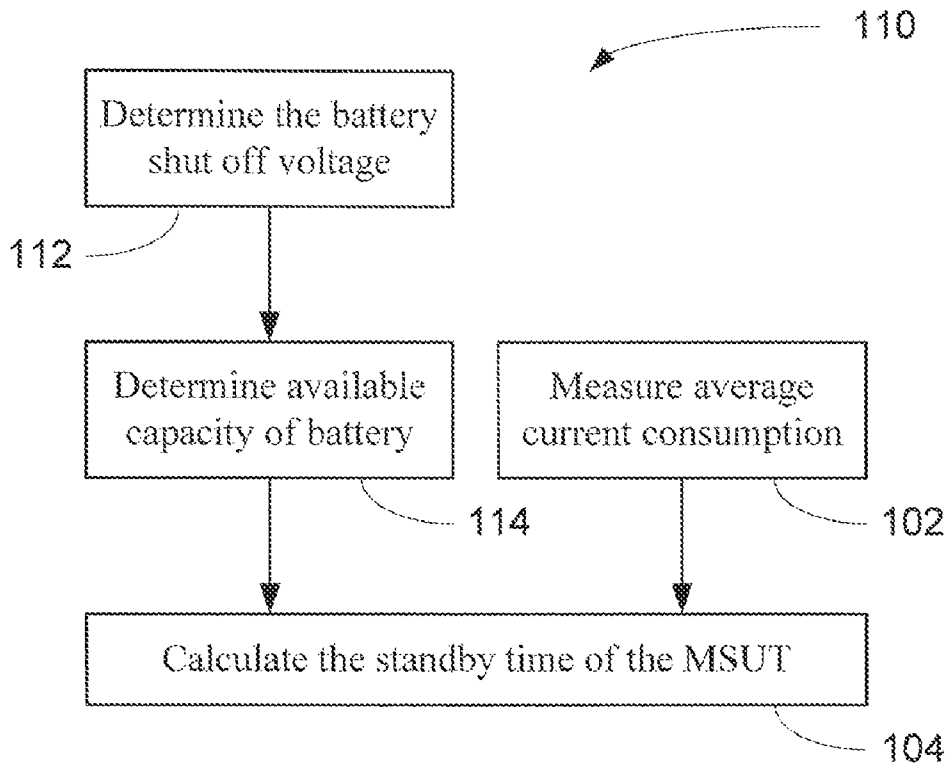 110
Determine the battery
shut off voltage
112
Determine available
capacity of battery
Measure average
current consumption
114
102
Calculate the standby time of the MSUT
104